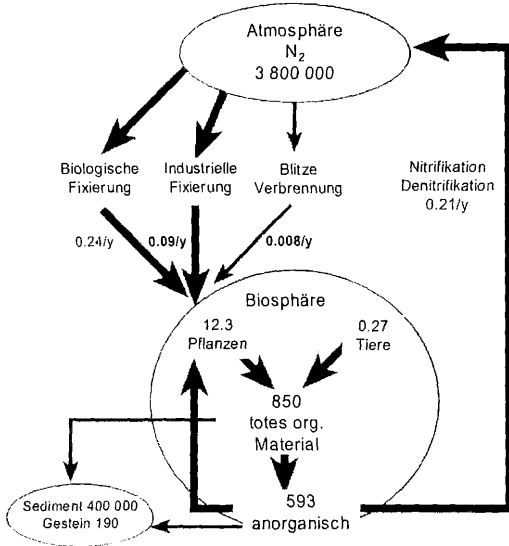 Atmosphäre
N₂
3 800 000
Biologische
Fixierung
Industrielle
Fixierung
Blitze
Verbrennung
Nitrifikation
Denitrifikation
0.21/y
0.24/y
0.09/y
0.008/y
Biosphäre
12.3
Pflanzen
0.27
Tiere
850
totes org.
Material
593
anorganisch
Sediment 400 000
Gestein 190